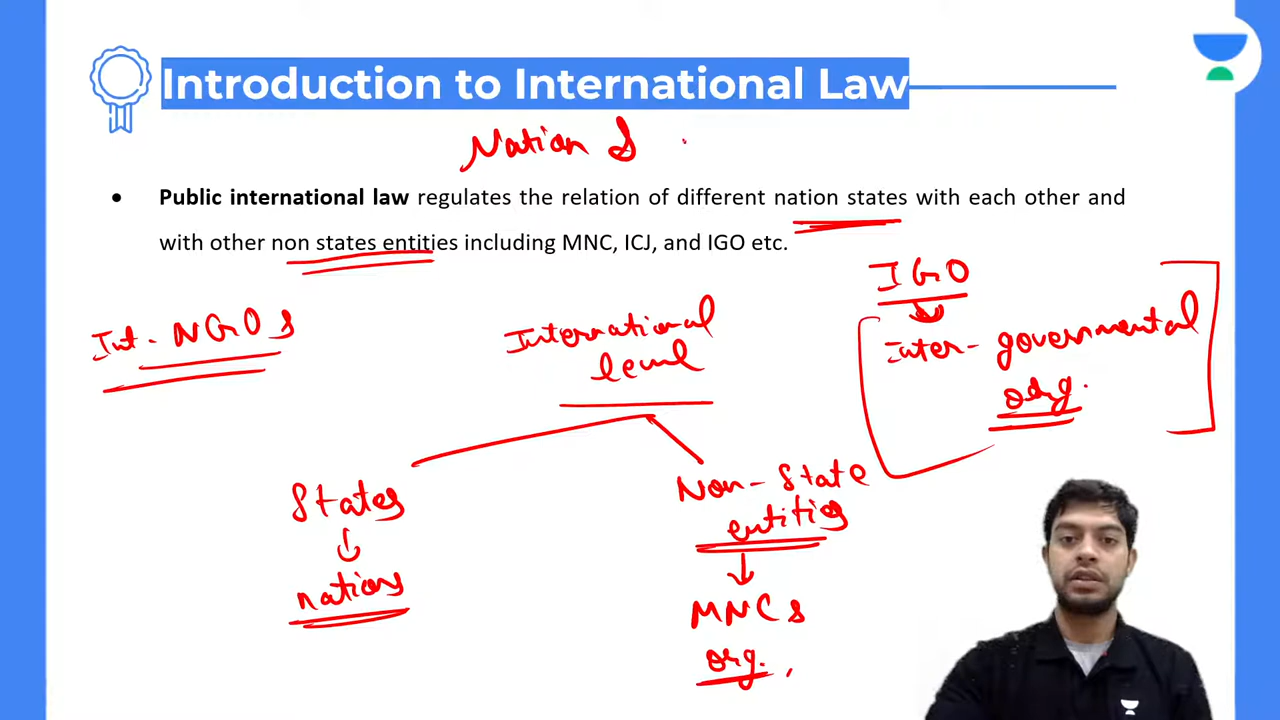 Introduction to International Law
Nation S
Public international law regulates the relation of different nation states with each other and
with other non states entities including MNC, ICJ, and IGO etc.
IGO
Int. NGOs
International
level
Inter-governmental
org.
States
Non-State
entities
nations
MNCs
org.,